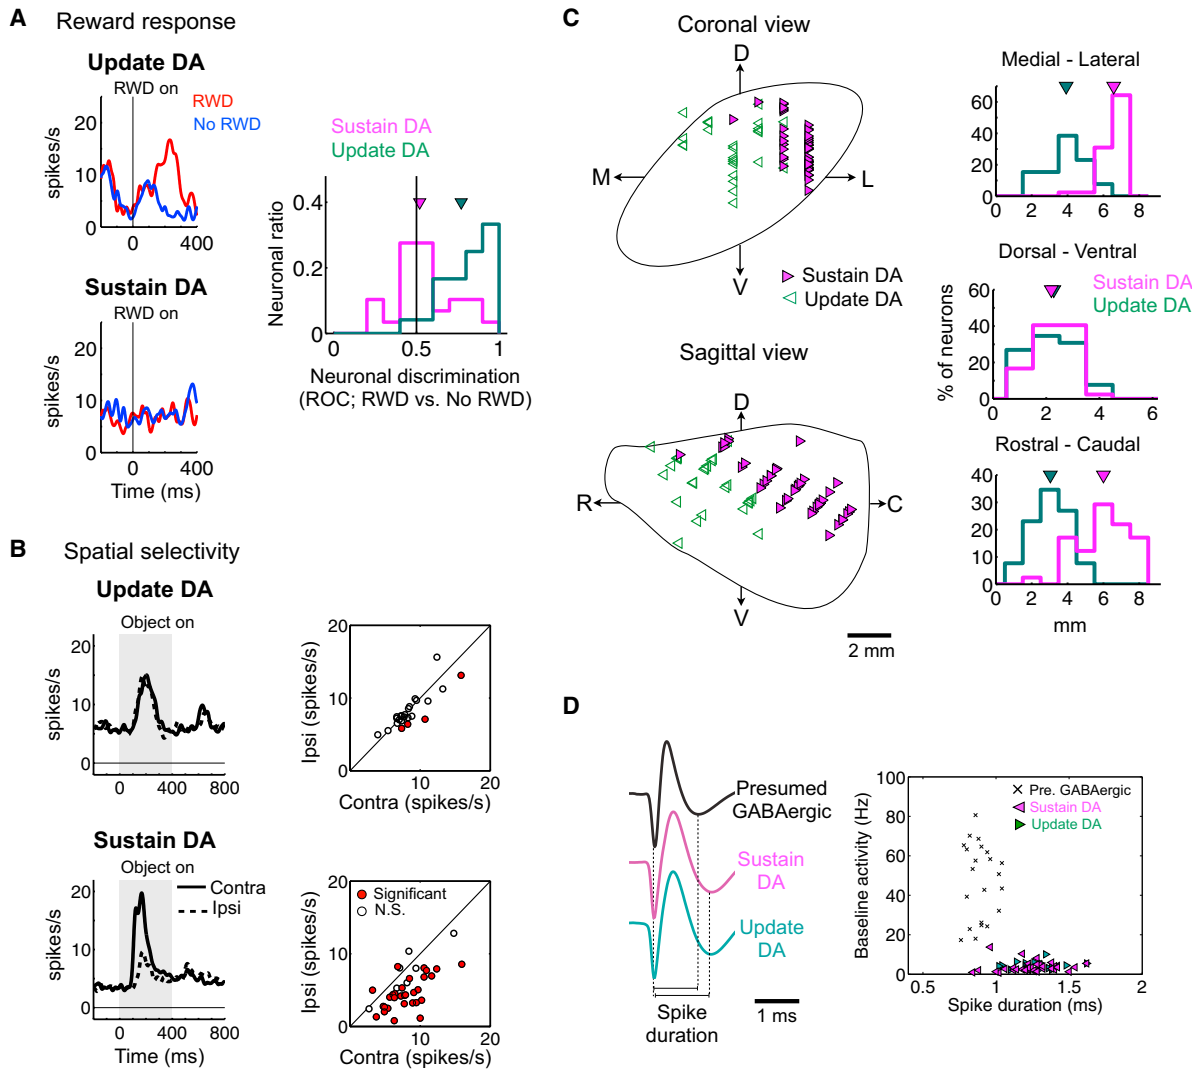 A
Reward response
Update DA
RWD on
RWD
No RWD
spikes/s
20
10
0
0
400
Sustain DA
RWD on
spikes/s
20
10
0
0
400
Time (ms)
Sustain DA
Update DA
Neuronal ratio
0.4
0.2
0
0
0.5
1
Neuronal discrimination
(ROC; RWD vs. No RWD)
B
Spatial selectivity
Update DA
Object on
spikes/s
20
10
0
0
400
800
Ipsi (spikes/s)
20
10
0
10
20
Contra (spikes/s)
Sustain DA
Object on
Contra
Ipsi
spikes/s
20
10
0
0
400
800
Time (ms)
Significant
N.S.
Ipsi (spikes/s)
20
10
0
0
10
20
Contra (spikes/s)
C
Coronal view
D
M
L
V
Sustain DA
Update DA
Sagittal view
D
R
C
V
2 mm
Medial - Lateral
60
40
20
0
0
2
4
6
8
Dorsal - Ventral
Sustain DA
Update DA
% of neurons
60
40
20
0
0
2
4
6
Rostral - Caudal
40
30
20
10
0
0
2
4
6
8
mm
D
Presumed
GABAergic
Sustain
DA
Update
DA
Spike
duration
1 ms
Baseline activity (Hz)
100
80
60
40
20
0
Pre. GABAergic
Sustain DA
Update DA
0.5
1
1.5
2
Spike duration (ms)